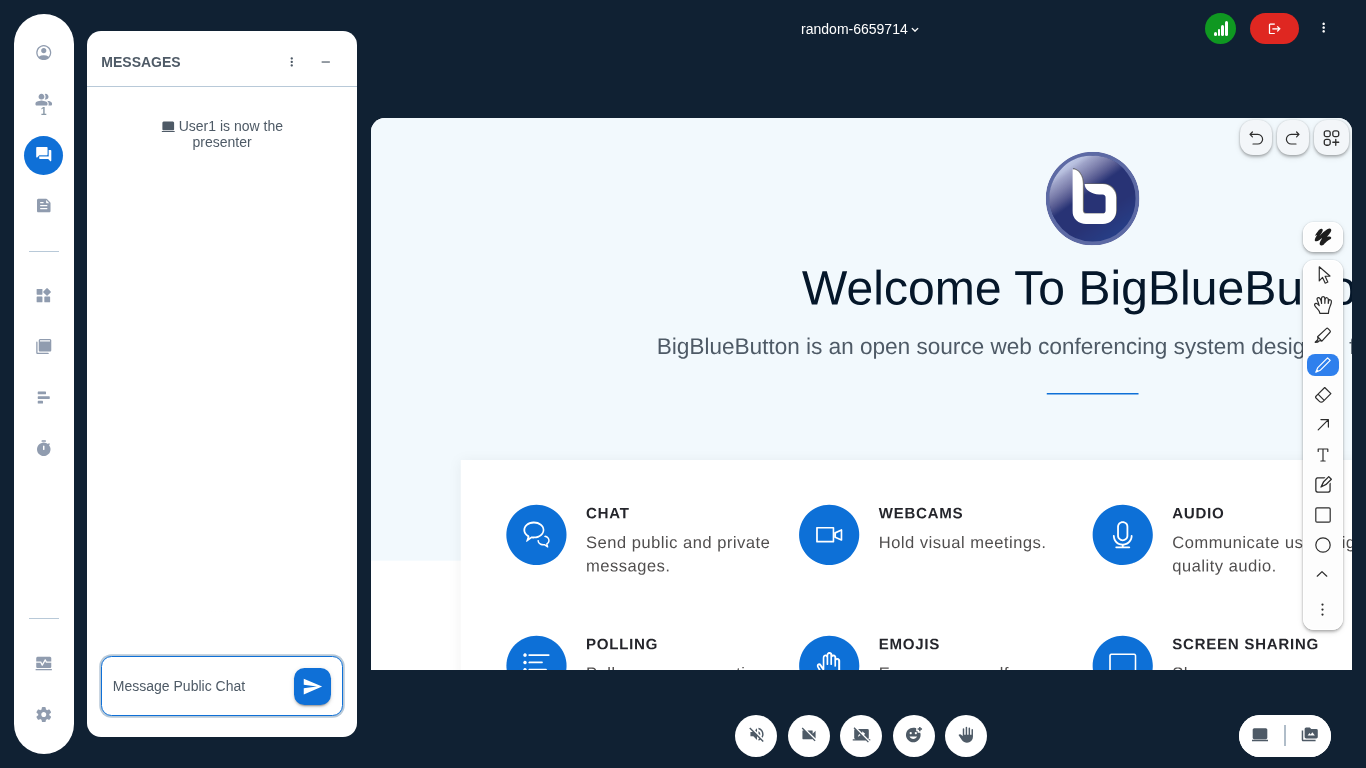 random-6659714
1
MESSAGES
User1 is now the
presenter
Message Public Chat
Welcome To BigBlueBu
BigBlueButton is an open source web conferencing system
CHAT
Send public and private
messages.
WEBCAMS
Hold visual meetings.
AUDIO
Communicate
quality audio.
POLLING
EMOJIS
SCREEN SHARING